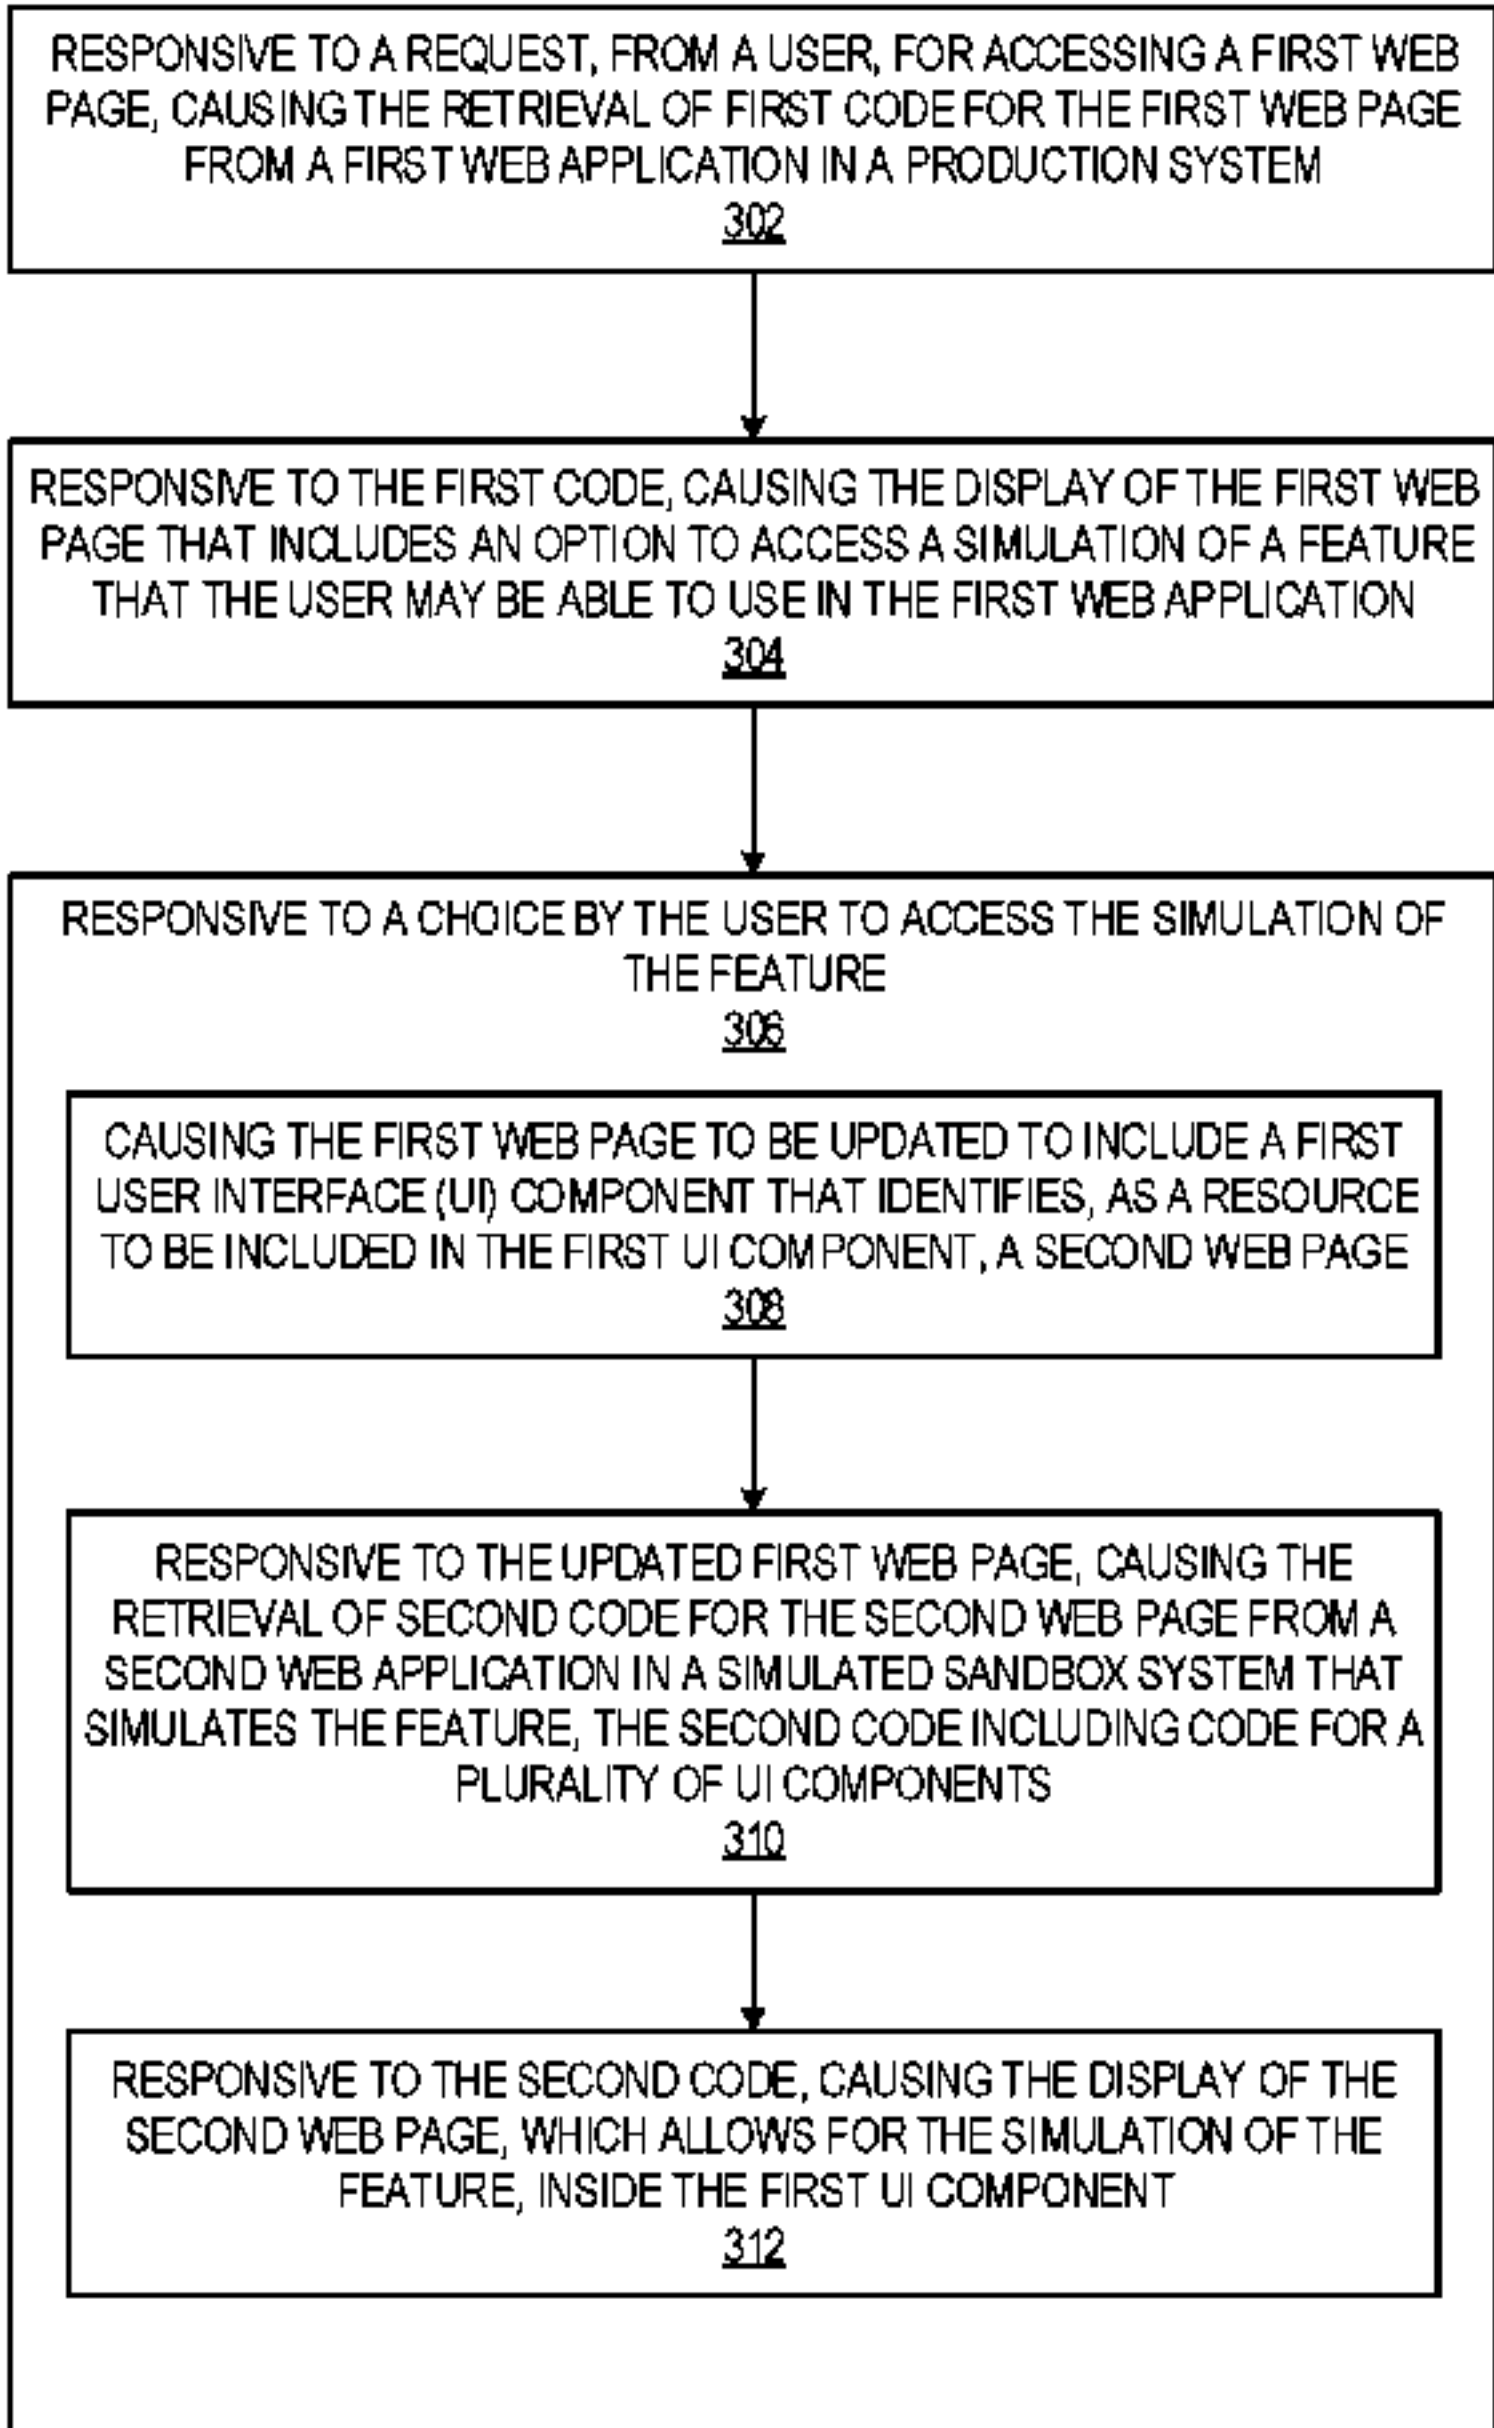 RESPONSIVE TO A REQUEST, FROM A USER, FOR ACCESSING A FIRST WEB
PAGE, CAUSING THE RETRIEVAL OF FIRST CODE FOR THE FIRST WEB PAGE
FROM A FIRST WEB APPLICATION IN A PRODUCTION SYSTEM
302
RESPONSIVE TO THE FIRST CODE, CAUSING THE DISPLAY OF THE FIRST WEB
PAGE THAT INCLUDES AN OPTION TO ACCESS A SIMULATION OF A FEATURE
THAT THE USER MAY BE ABLE TO USE IN THE FIRST WEB APPLICATION
304
RESPONSIVE TO A CHOICE BY THE USER TO ACCESS THE SIMULATION OF
THE FEATURE
306
CAUSING THE FIRST WEB PAGE TO BE UPDATED TO INCLUDE A FIRST
USER INTERFACE (UI) COMPONENT THAT IDENTIFIES, AS A RESOURCE
TO BE INCLUDED IN THE FIRST UI COMPONENT, A SECOND WEB PAGE
308
RESPONSIVE TO THE UPDATED FIRST WEB PAGE, CAUSING THE
RETRIEVAL OF SECOND CODE FOR THE SECOND WEB PAGE FROM A
SECOND WEB APPLICATION IN A SIMULATED SANDBOX SYSTEM THAT
SIMULATES THE FEATURE, THE SECOND CODE INCLUDING CODE FOR A
PLURALITY OF UI COMPONENTS
310
RESPONSIVE TO THE SECOND CODE, CAUSING THE DISPLAY OF THE
SECOND WEB PAGE, WHICH ALLOWS FOR THE SIMULATION OF THE
FEATURE, INSIDE THE FIRST UI COMPONENT
312